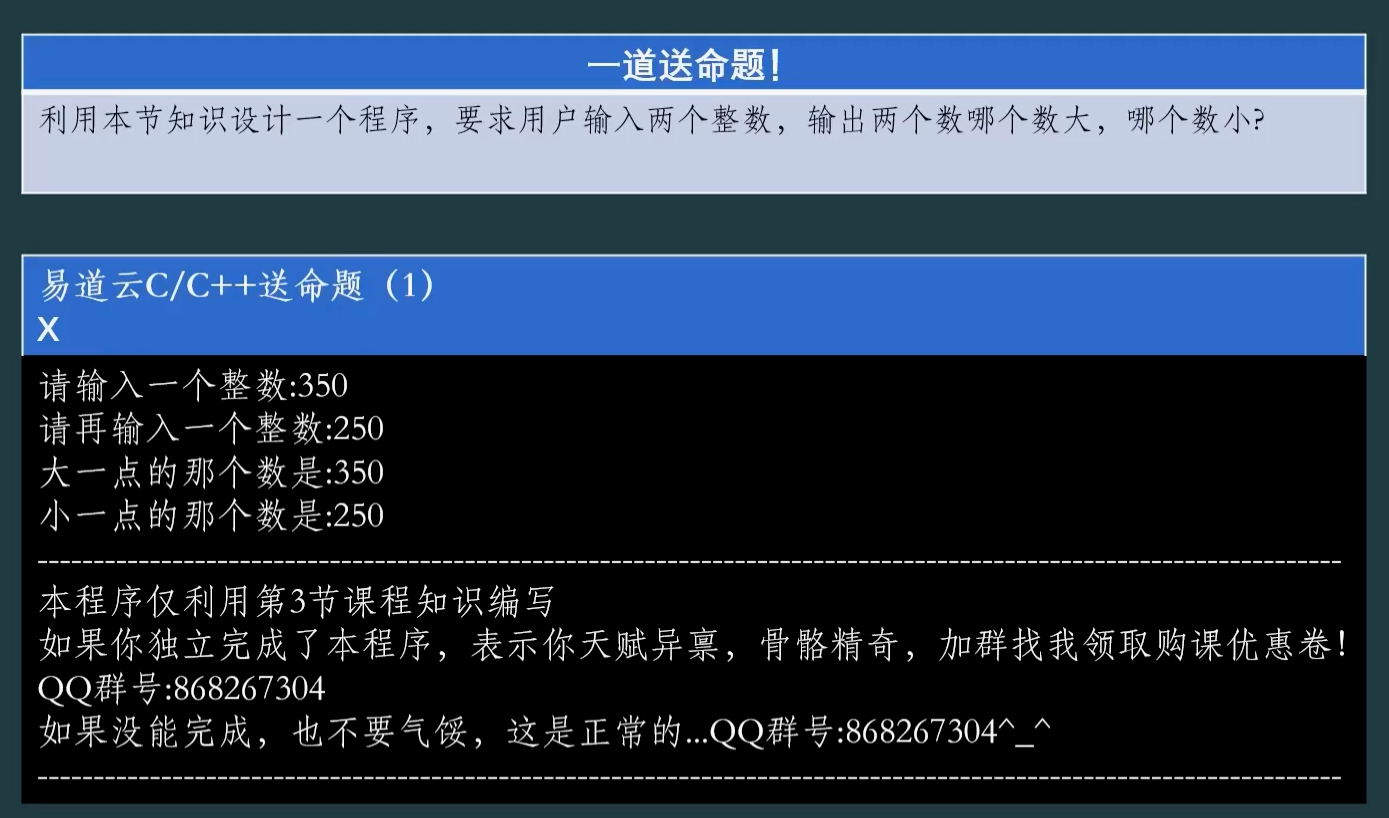 一道送命题！
利用本节知识设计一个程序，要求用户输入两个整数，输出两个数哪个数大，哪个数小?
易道云C/C++送命题（1）
X
请输入一个整数:350
请再输入一个整数:250
大一点的那个数是:350
小一点的那个数是:250
--------------------------------------------------------------------------------------------------------------
本程序仅利用第3节课程知识编写
如果你独立完成了本程序，表示你天赋异禀，骨骼精奇，加群找我领取购课优惠卷！
QQ群号:868267304
如果没能完成，也不要气馁，这是正常的...QQ群号:868267304^_^
--------------------------------------------------------------------------------------------------------------